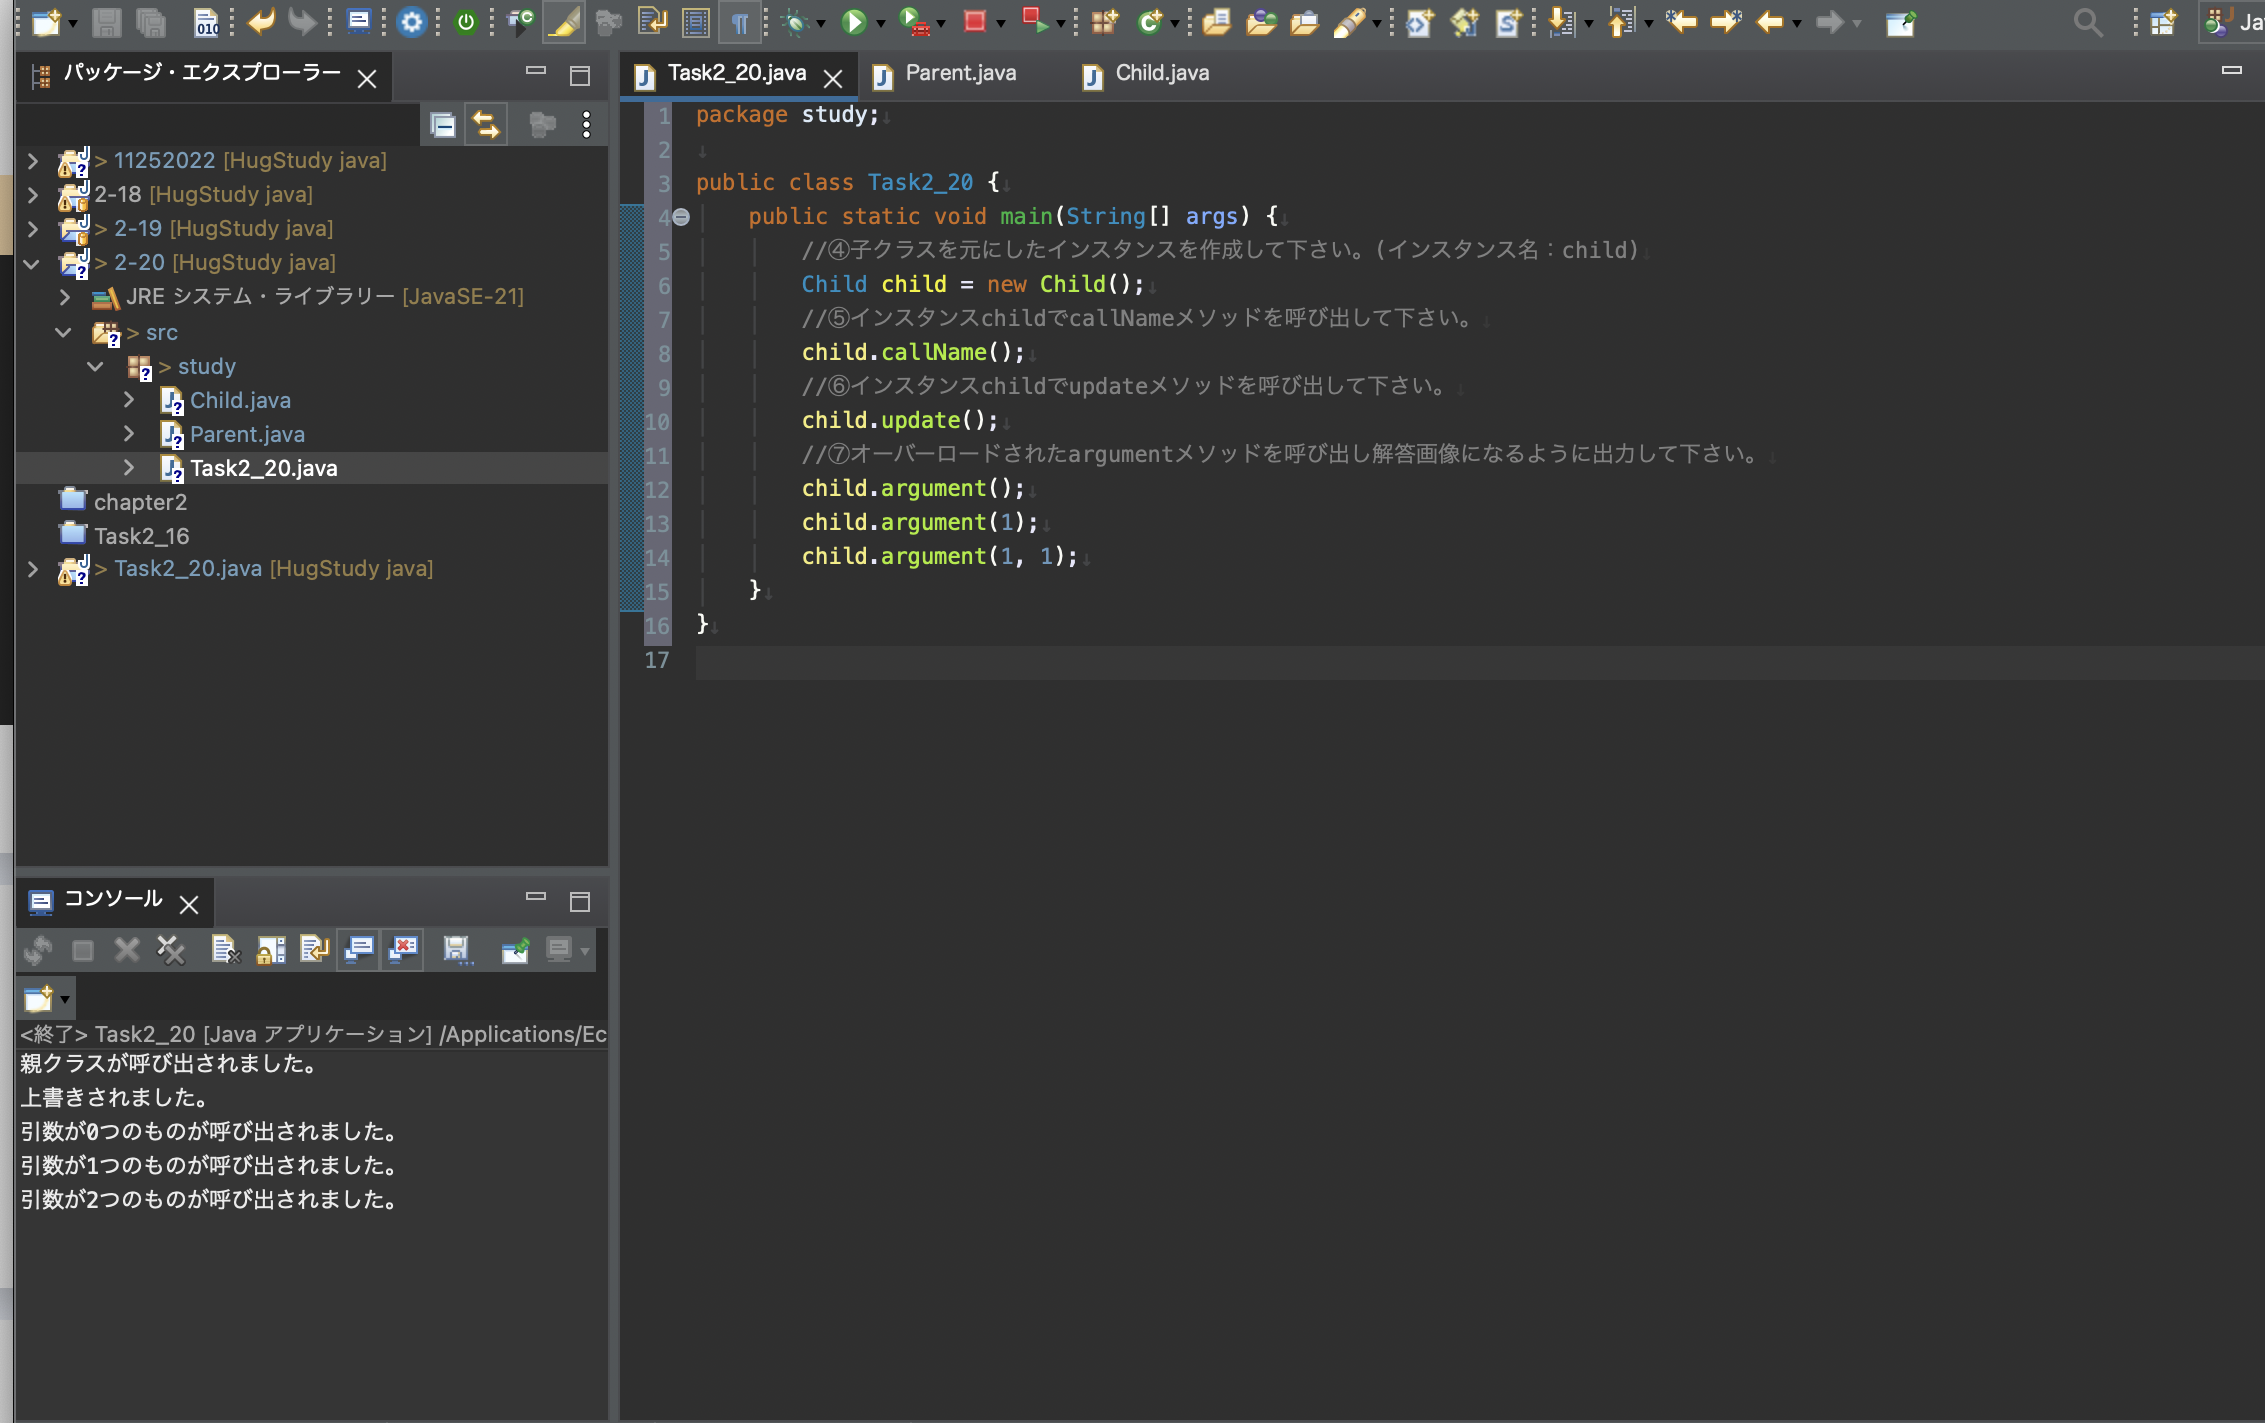 Ja
パッケージ・エクスプローラー
> 11252022 [HugStudy java]
2-18 [HugStudy java]
> 2-19 [HugStudy java]
> 2-20 [HugStudy java]
JRE システム・ライブラリー [JavaSE-21]
> src
> study
Child.java
Parent.java
Task2_20.java
chapter2
Task2_16
> Task2_20.java [HugStudy java]
Task2_20.java Parent.java Child.java
1 package study;
2
3 public class Task2_20 {
4 public static void main(String[] args) {
5 //④子クラスを元にしたインスタンスを作成して下さい。(インスタンス名：child)
6 Child child = new Child();
7 //⑤インスタンスchildでcallNameメソッドを呼び出して下さい。
8 child.callName();
9 //⑥インスタンスchildでupdateメソッドを呼び出して下さい。
10 child.update();
11 //⑦オーバーロードされたargumentメソッドを呼び出し解答画像になるように出力して下さい。
12 child.argument();
13 child.argument(1);
14 child.argument(1, 1);
15 }
16 }
17
コンソール
<終了> Task2_20 [Java アプリケーション] /Applications/Ec
親クラスが呼び出されました。
上書きされました。
引数が0つのものが呼び出されました。
引数が1つのものが呼び出されました。
引数が2つのものが呼び出されました。